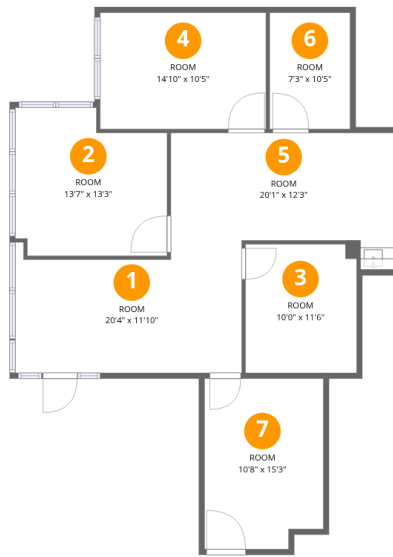 4
ROOM
14'10" x 10'5"
6
ROOM
7'3" x 10'5"
2
ROOM
13'7" x 13'3"
5
ROOM
20'1" x 12'3"
1
ROOM
20'4" x 11'10"
3
ROOM
10'0" x 11'6"
7
ROOM
10'8" x 15'3"